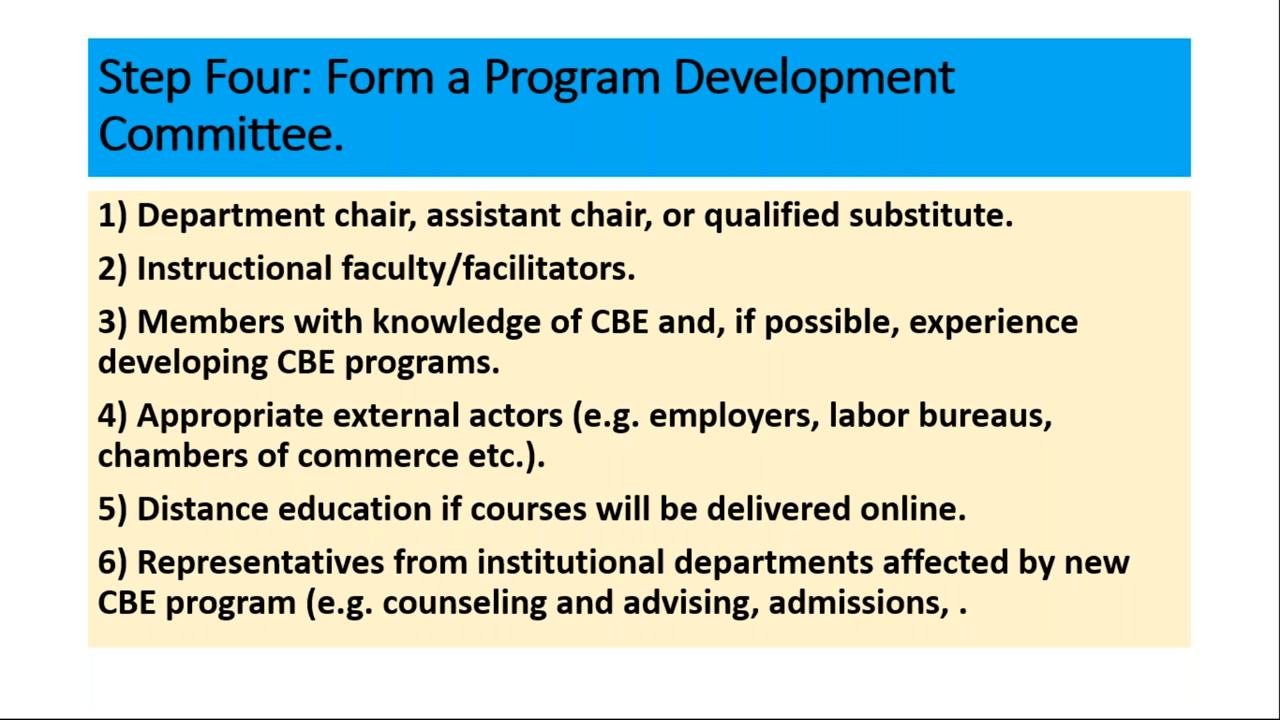 Step Four: Form a Program Development
Committee.
1) Department chair, assistant chair, or qualified substitute.
2) Instructional faculty/facilitators.
3) Members with knowledge of CBE and, if possible, experience
developing CBE programs.
4) Appropriate external actors (e.g. employers, labor bureaus,
chambers of commerce etc.).
5) Distance education if courses will be delivered online.
6) Representatives from institutional departments affected by new
CBE program (e.g. counseling and advising, admissions, .